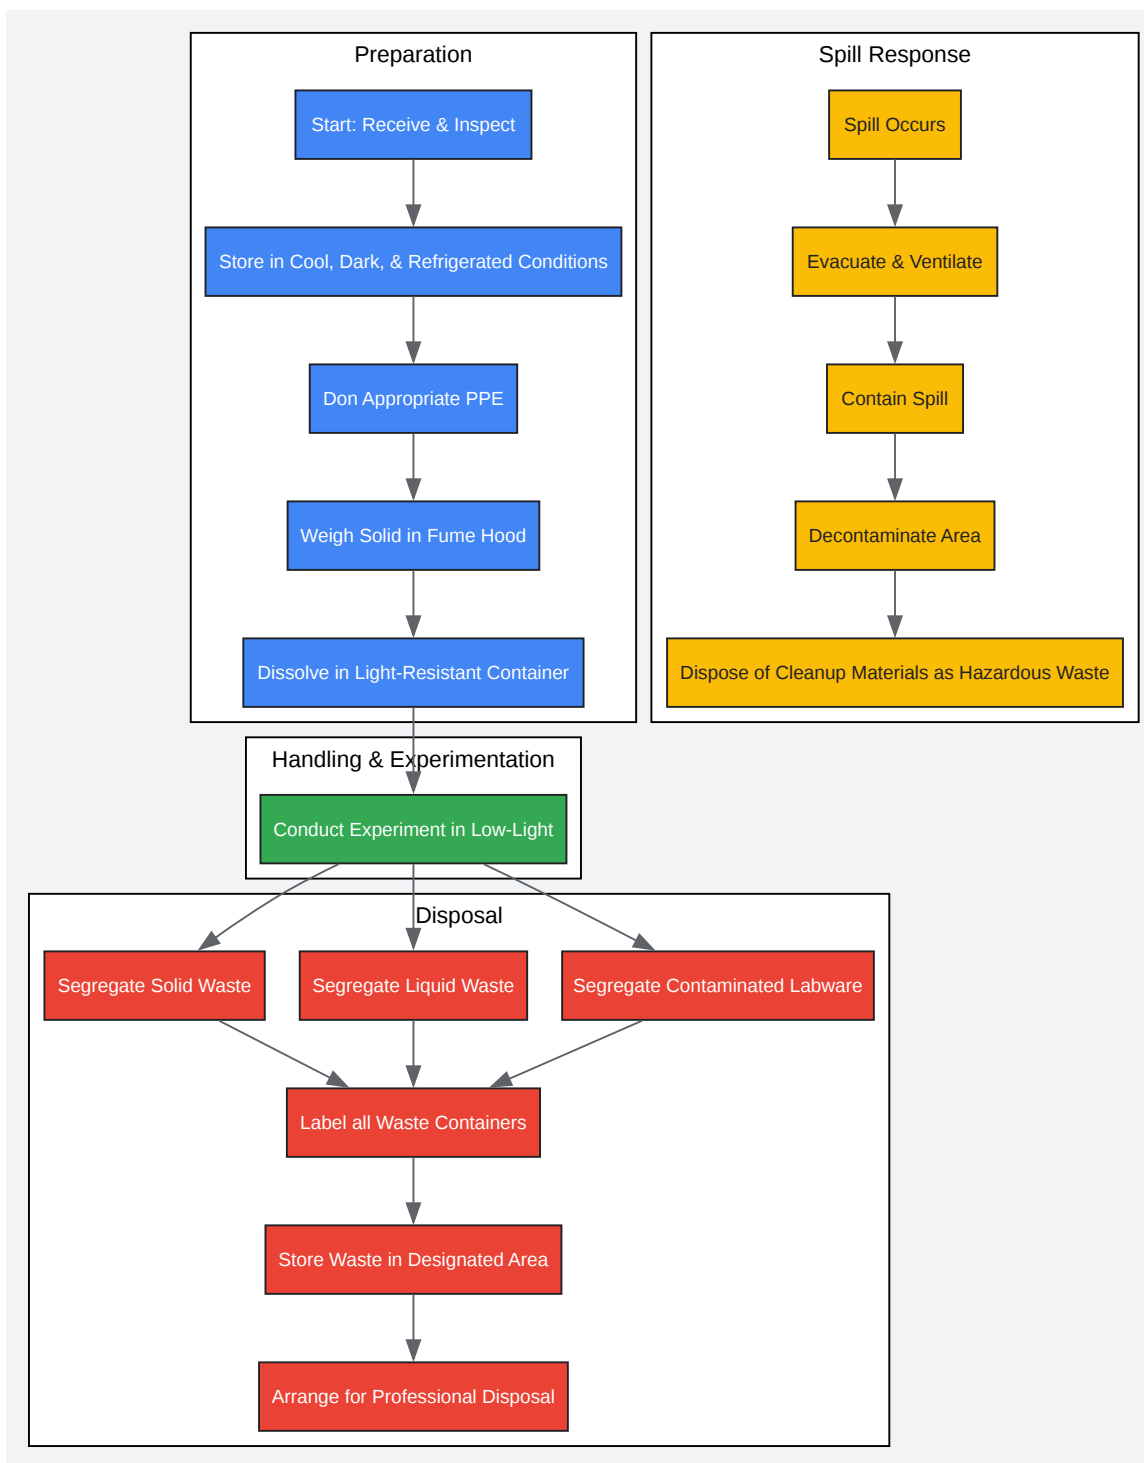 Preparation
Start: Receive & Inspect
Store in Cool, Dark, & Refrigerated Conditions
Don Appropriate PPE
Weigh Solid in Fume Hood
Dissolve in Light-Resistant Container
Spill Response
Spill Occurs
Evacuate & Ventilate
Contain Spill
Decontaminate Area
Dispose of Cleanup Materials as Hazardous Waste
Handling & Experimentation
Conduct Experiment in Low-Light
Disposal
Segregate Solid Waste
Segregate Liquid Waste
Segregate Contaminated Labware
Label all Waste Containers
Store Waste in Designated Area
Arrange for Professional Disposal